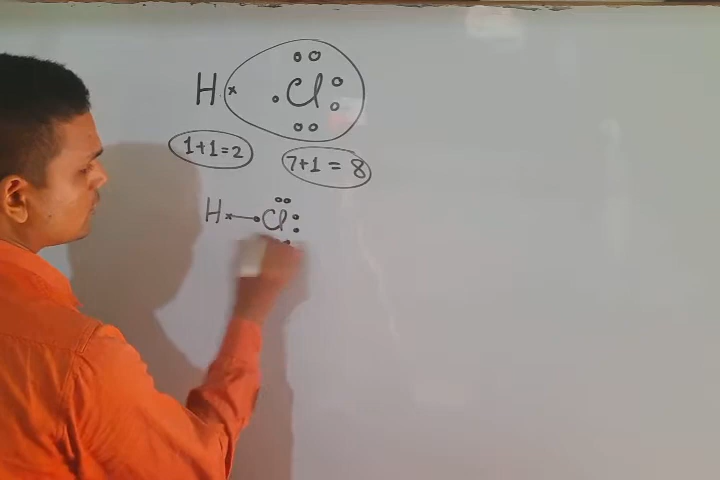 H × . Cl
1+1=2
7+1=8
H × — . Cl